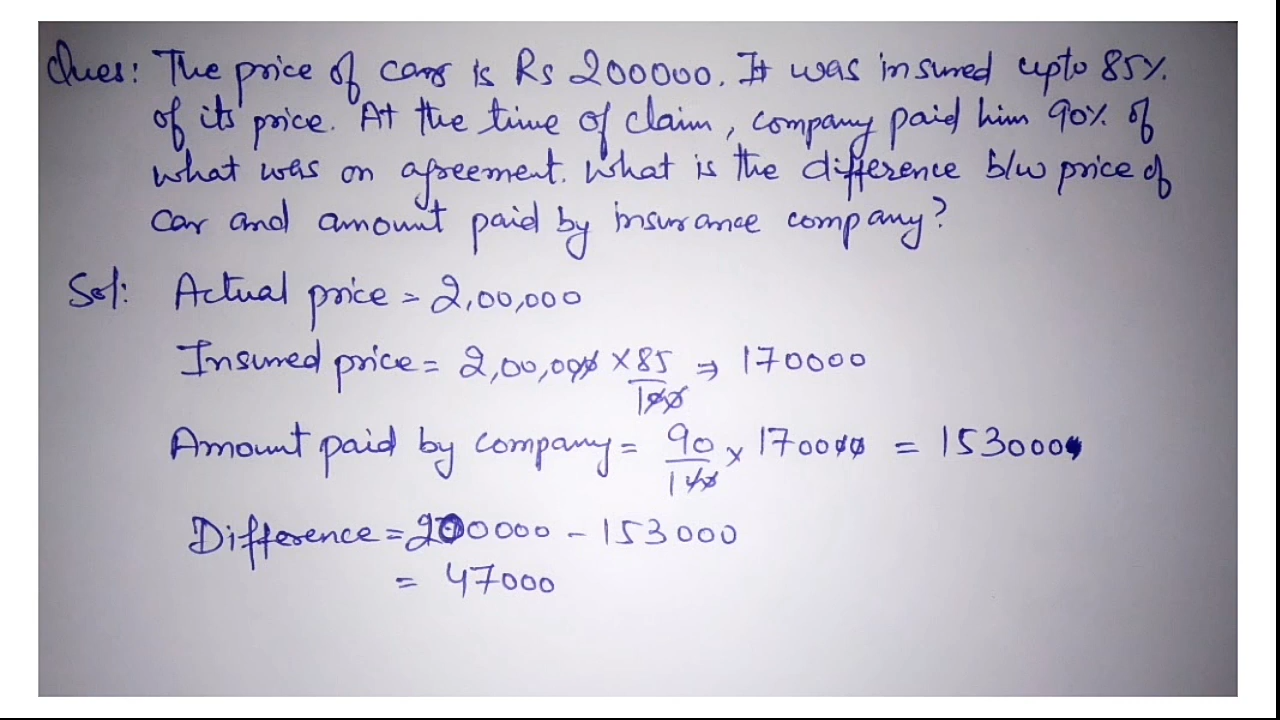 Ques: The price of car is Rs 200000. It was insured upto 85%
of its price. At the time of claim, company paid him 90% of
what was on agreement. What is the difference b/w price of
car and amount paid by insurance company?
Sol: Actual price = 2,00,000
Insured price = 2,00,000 × 85/100 ⇒ 170000
Amount paid by company = 90/100 × 170000 = 153000
Difference = 200000 - 153000
= 47000